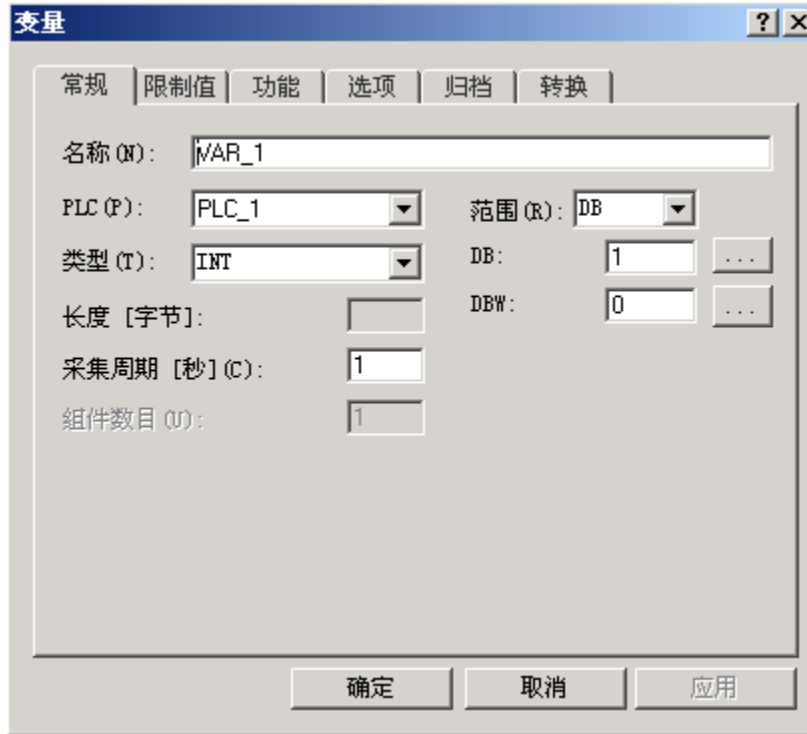 变量
常规 限制值 功能 选项 归档 转换
名称(N): VAR_1
PLC(P): PLC_1 范围(R): DB
类型(T): INT DB: 1 ...
长度 [字节]: DBW: 0 ...
采集周期 [秒](C): 1
组件数目(U): 1
确定 取消 应用